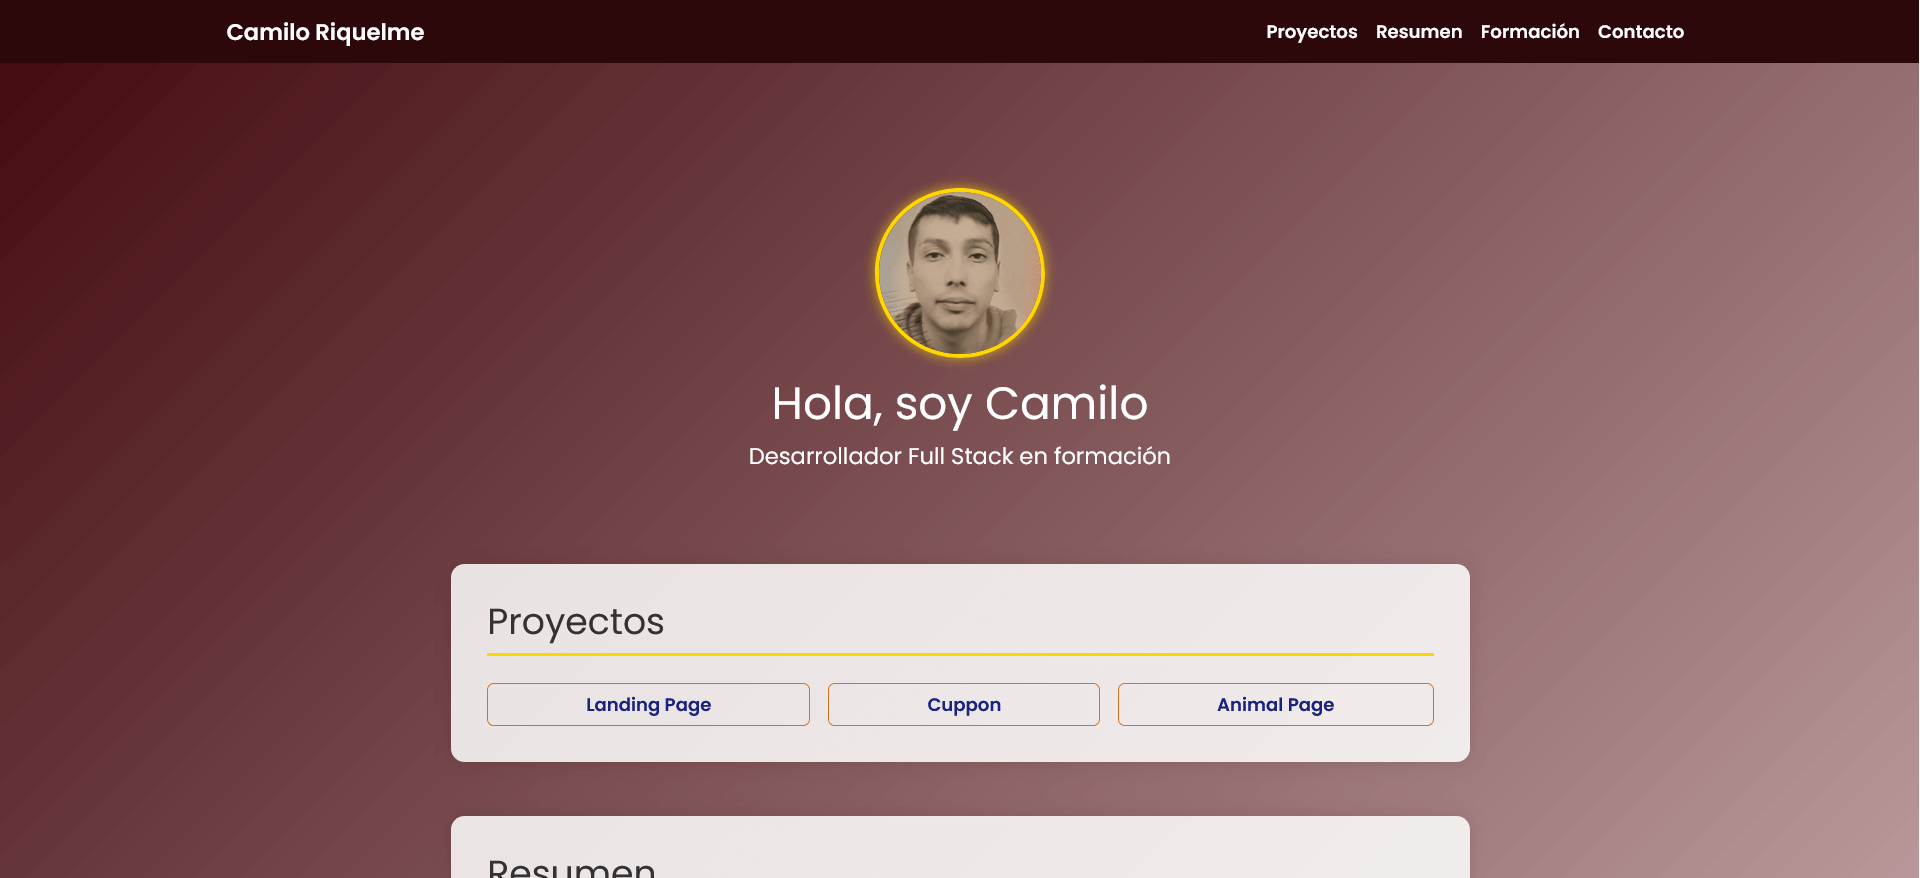 Camilo Riquelme
Proyectos Resumen Formación Contacto
Hola, soy Camilo
Desarrollador Full Stack en formación
Proyectos
Landing Page
Cuppon
Animal Page
Resumen